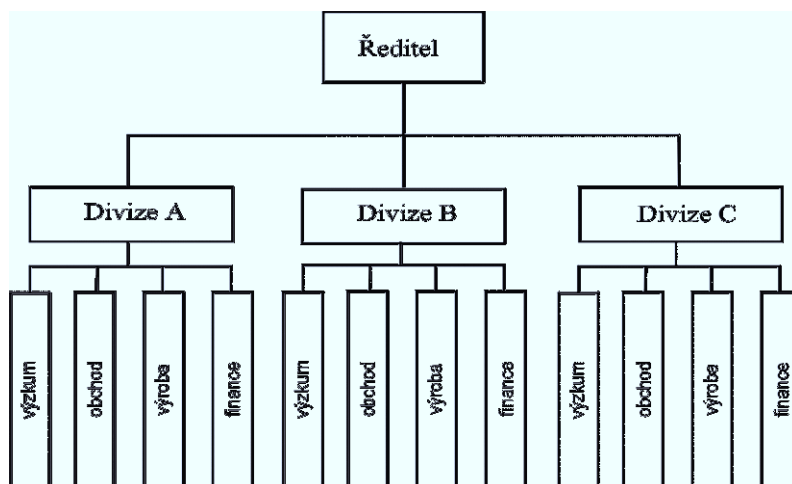 Ředitel
Divize A
Divize B
Divize C
výzkum
obchod
výroba
finance
výzkum
obchod
výroba
finance
výzkum
obchod
výroba
finance